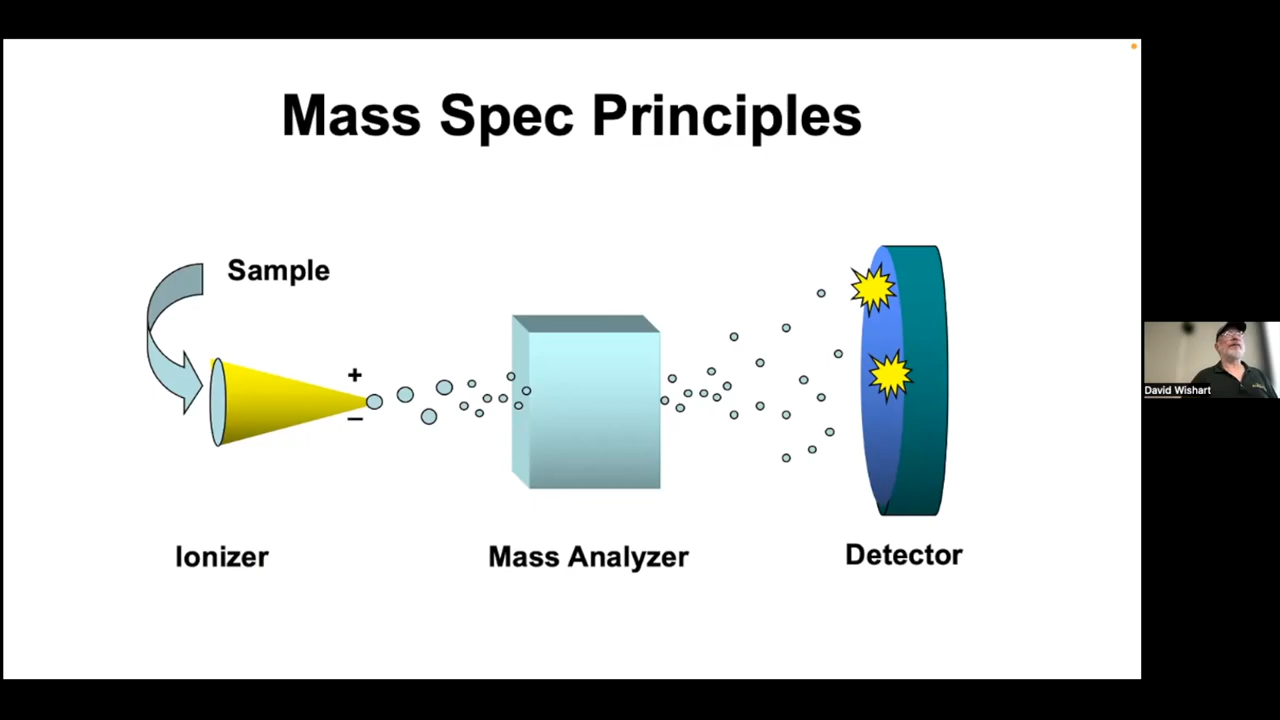 Mass Spec Principles
Sample
+
–
Ionizer
Mass Analyzer
Detector
David Wishart